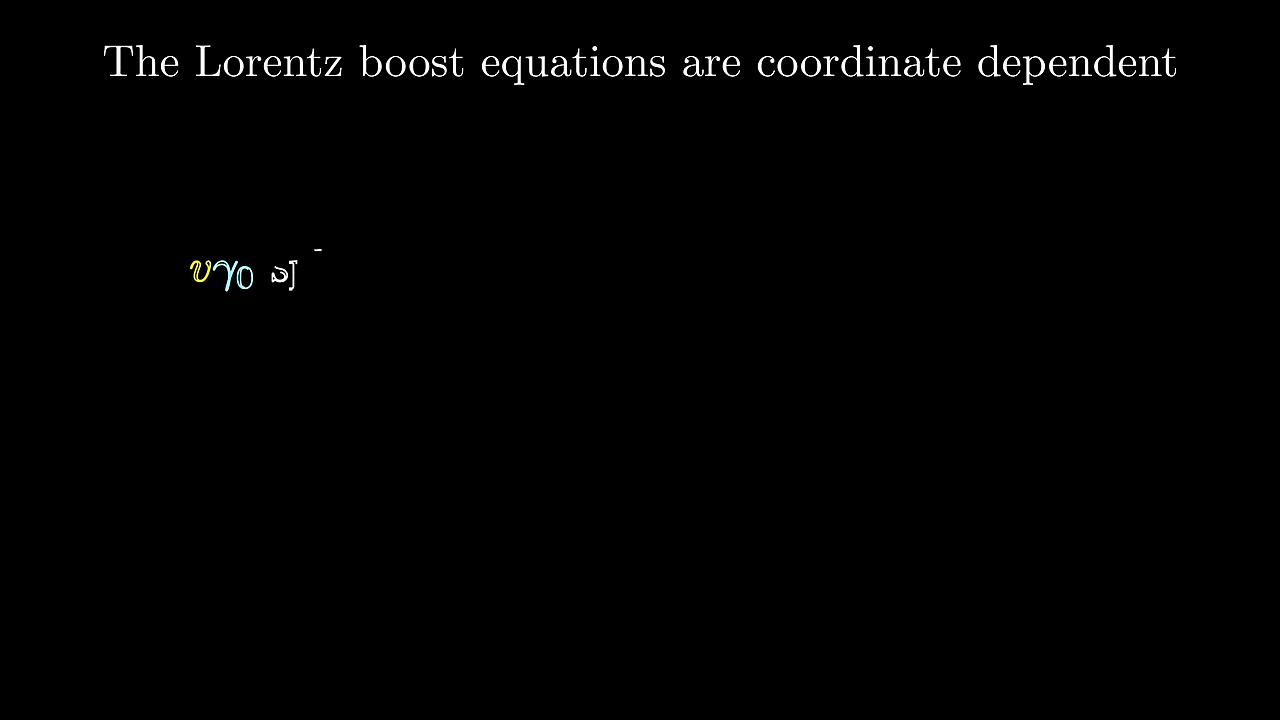 The Lorentz boost equations are coordinate dependent
vγ₀